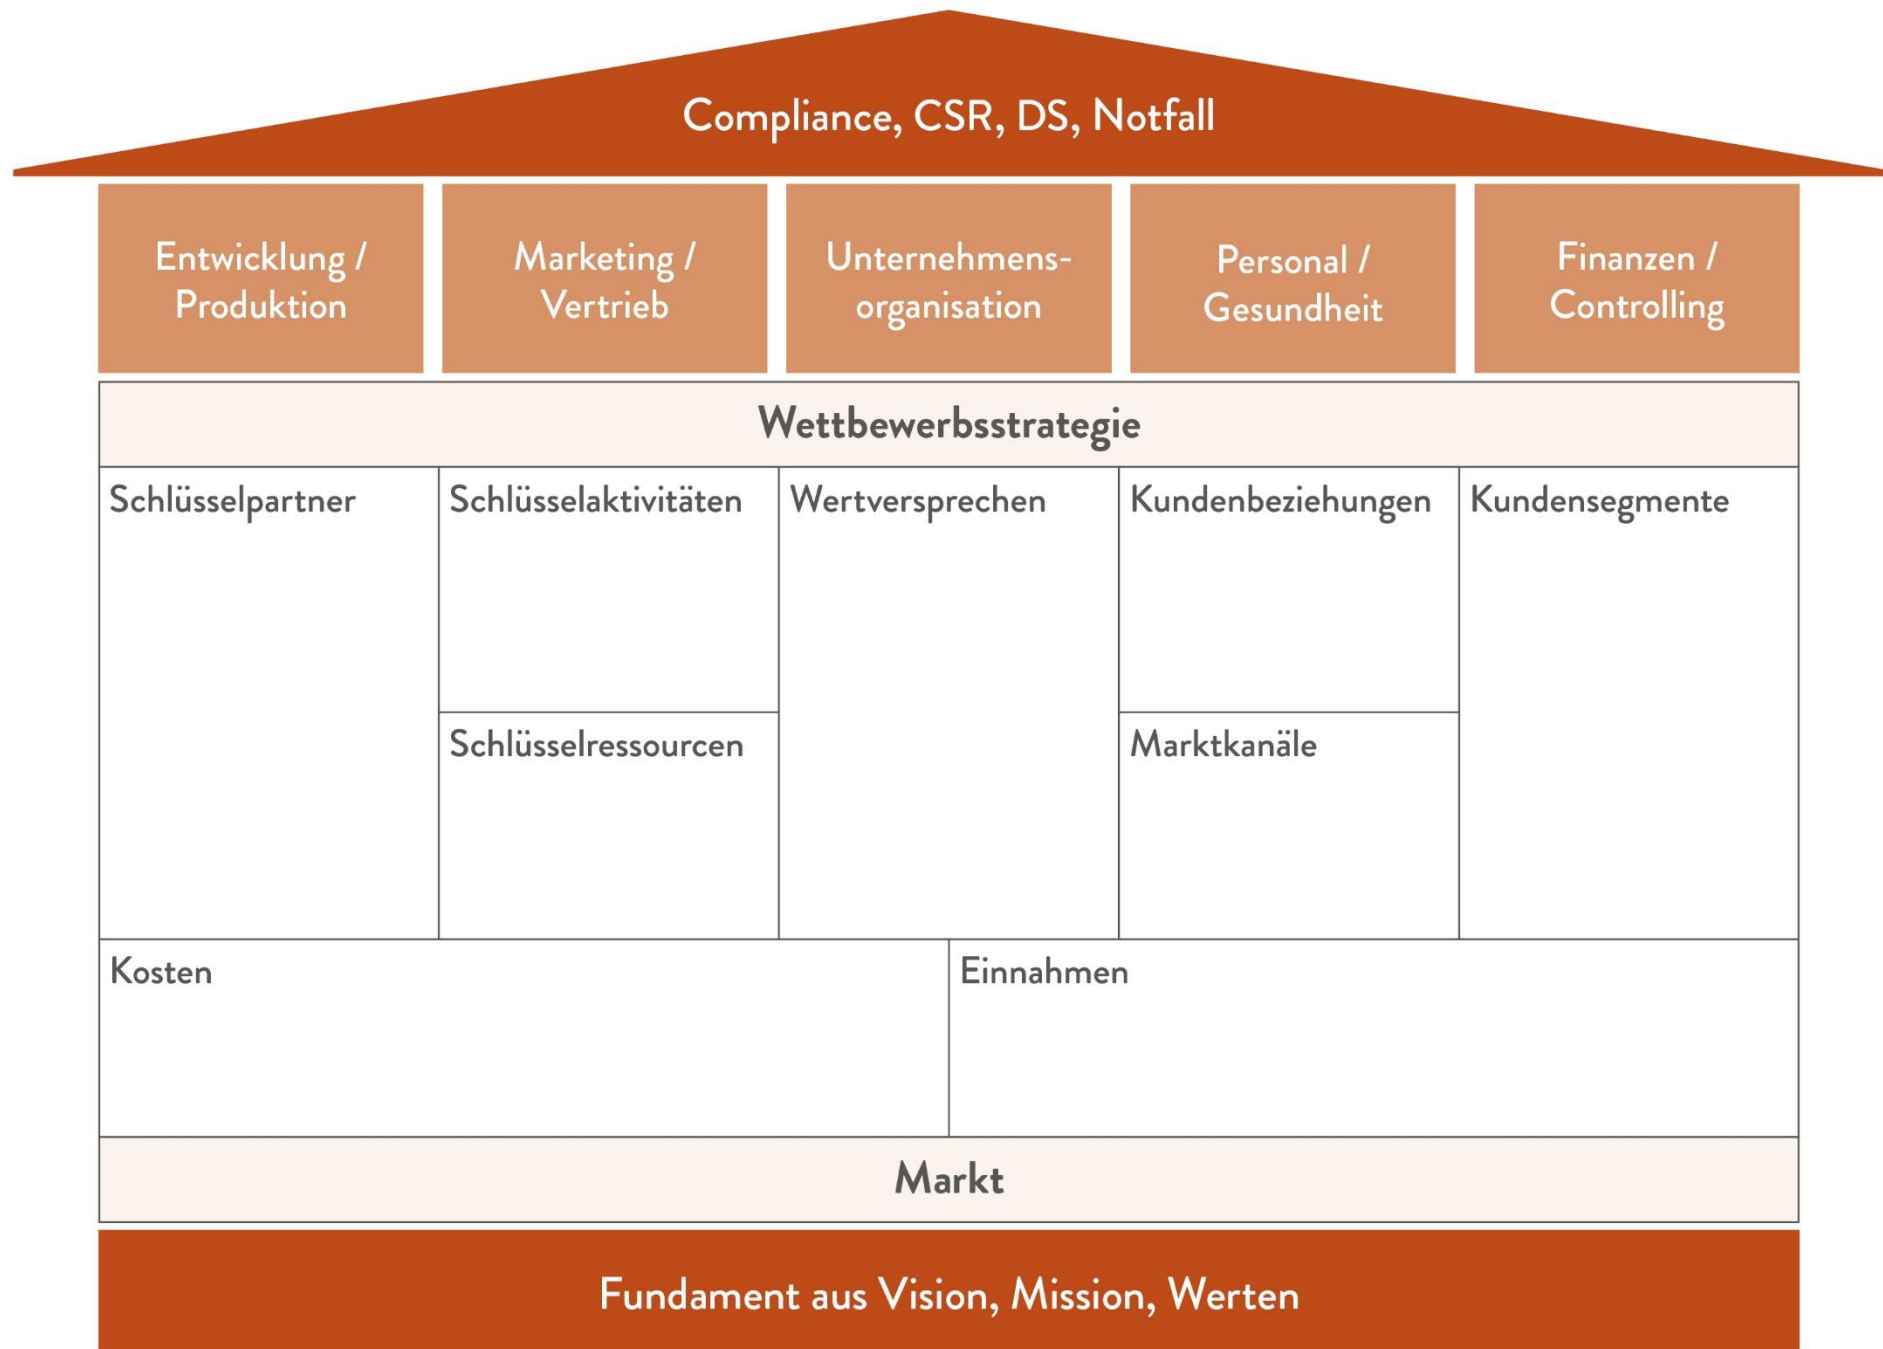 Compliance, CSR, DS, Notfall
Entwicklung /
Produktion
Marketing /
Vertrieb
Unternehmens-
organisation
Personal /
Gesundheit
Finanzen /
Controlling
Wettbewerbsstrategie
Schlüsselpartner
Schlüsselaktivitäten
Schlüsselressourcen
Wertversprechen
Kundenbeziehungen
Marktkanäle
Kundensegmente
Kosten
Einnahmen
Markt
Fundament aus Vision, Mission, Werten